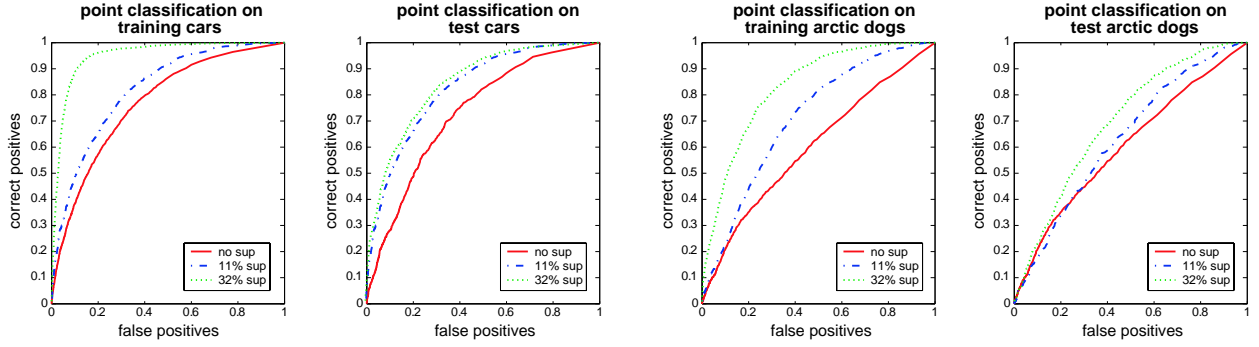 point classification on
training cars
1
0.9
0.8
0.7
0.6
0.5
0.4
0.3
0.2
0.1
0
0 0.2 0.4 0.6 0.8 1
correct positives
false positives
no sup
11% sup
32% sup
point classification on
test cars
1
0.9
0.8
0.7
0.6
0.5
0.4
0.3
0.2
0.1
0
0 0.2 0.4 0.6 0.8 1
correct positives
false positives
no sup
11% sup
32% sup
point classification on
training arctic dogs
1
0.9
0.8
0.7
0.6
0.5
0.4
0.3
0.2
0.1
0
0 0.2 0.4 0.6 0.8 1
correct positives
false positives
no sup
11% sup
32% sup
point classification on
test arctic dogs
1
0.9
0.8
0.7
0.6
0.5
0.4
0.3
0.2
0.1
0
0 0.2 0.4 0.6 0.8 1
correct positives
false positives
no sup
11% sup
32% sup